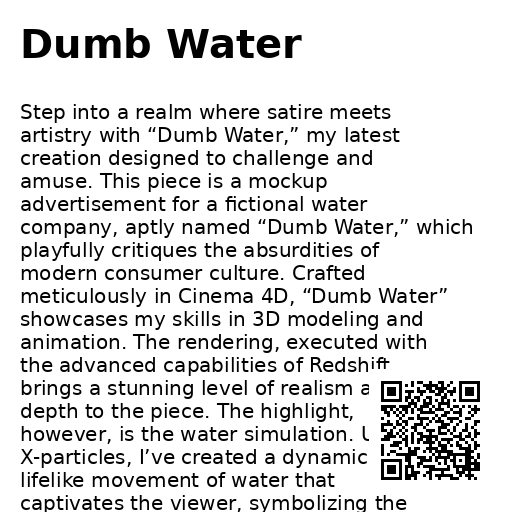 Dumb Water
Step into a realm where satire meets
artistry with “Dumb Water,” my latest
creation designed to challenge and
amuse. This piece is a mockup
advertisement for a fictional water
company, aptly named “Dumb Water,” which
playfully critiques the absurdities of
modern consumer culture. Crafted
meticulously in Cinema 4D, “Dumb Water”
showcases my skills in 3D modeling and
animation. The rendering, executed with
the advanced capabilities of Redshift
brings a stunning level of realism
depth to the piece. The highlight,
however, is the water simulation.
X-particles, I’ve created a dynamic
lifelike movement of water that
captivates the viewer, symbolizing the